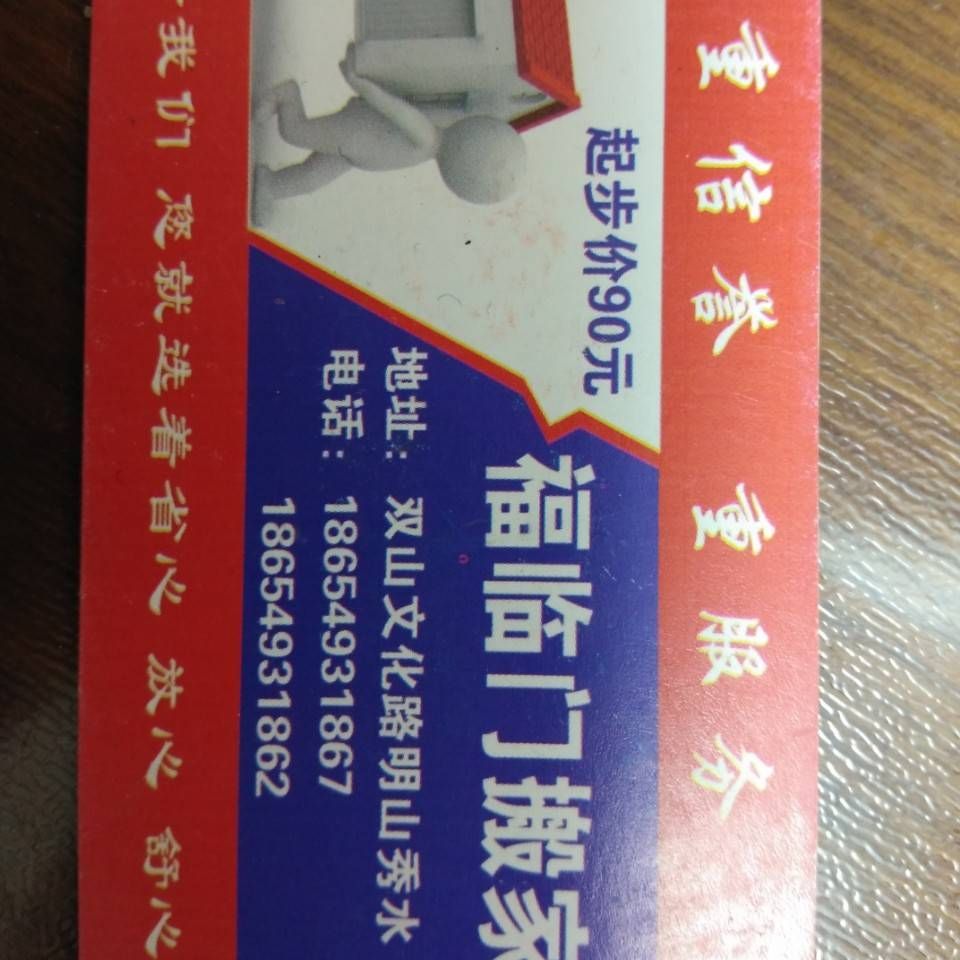 重信誉 重服务
起步价90元
福临门搬家
地址：双山文化路明山秀水
电话：18654931867
18654931862
我们 您就选着省心 放心 舒心